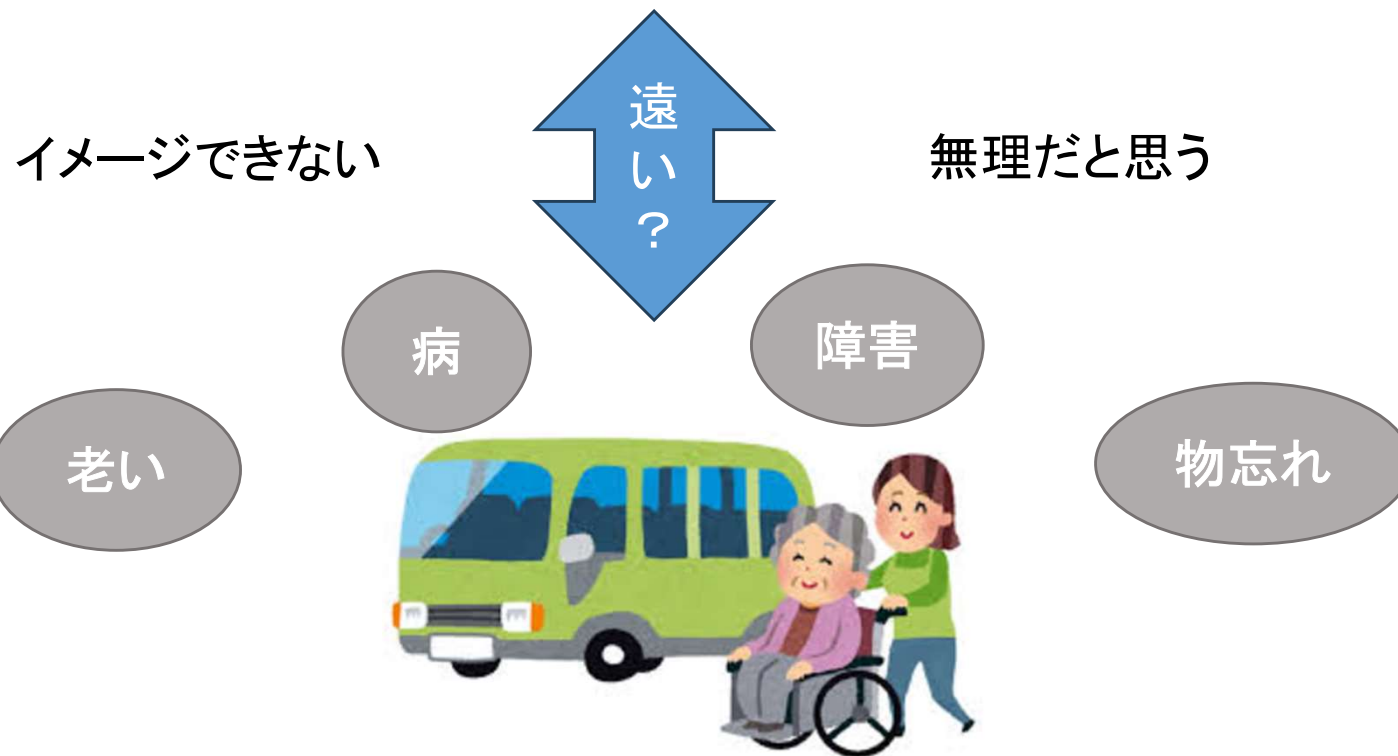 遠い?
イメージできない
無理だと思う
病
障害
老い
物忘れ